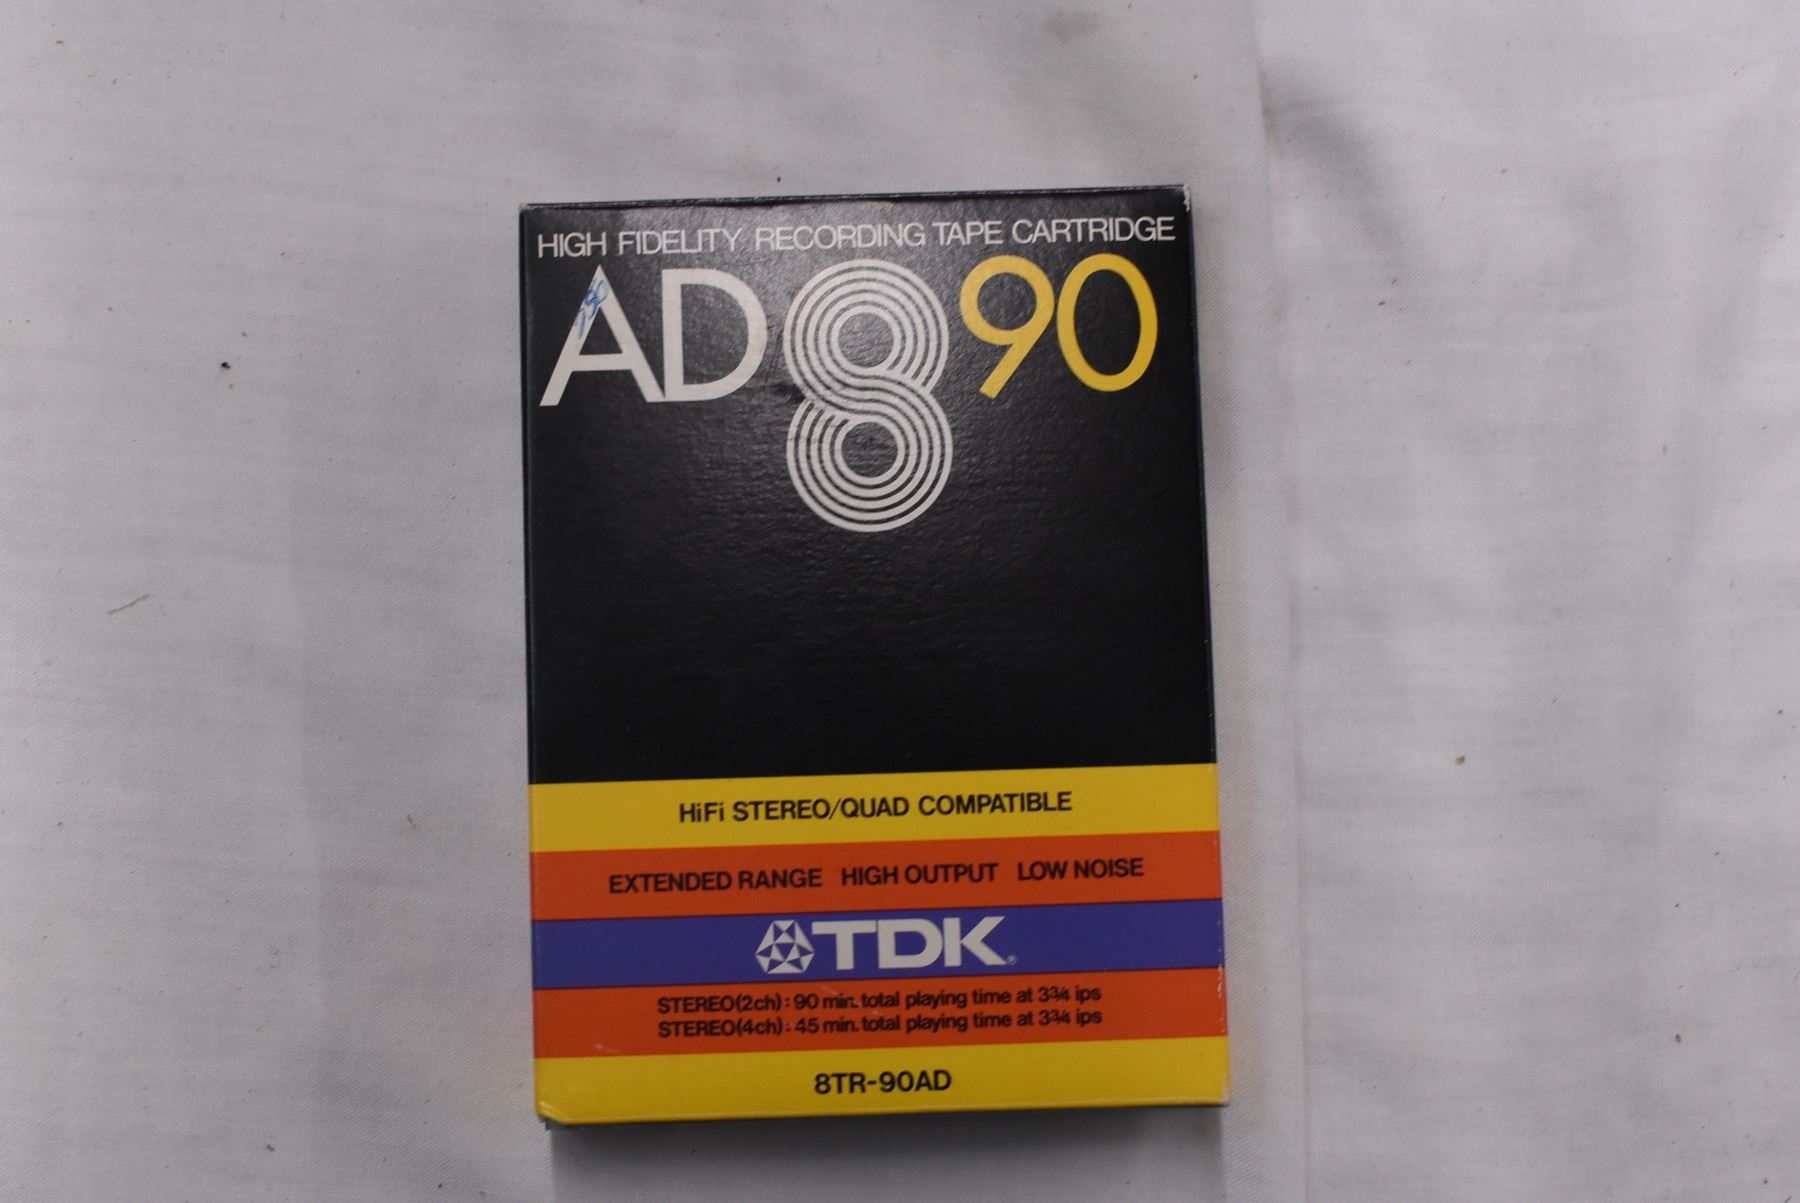 HIGH FIDELITY RECORDING TAPE CARTRIDGE
AD8 90
HiFi STEREO/QUAD COMPATIBLE
EXTENDED RANGE HIGH OUTPUT LOW NOISE
TDK®
STEREO(2ch): 90 min. total playing time at 3¾ ips
STEREO(4ch): 45 min. total playing time at 3¾ ips
8TR-90AD